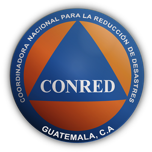 COORDINADORA NACIONAL PARA LA REDUCCIÓN DE DESASTRES
CONRED
GUATEMALA, C.A